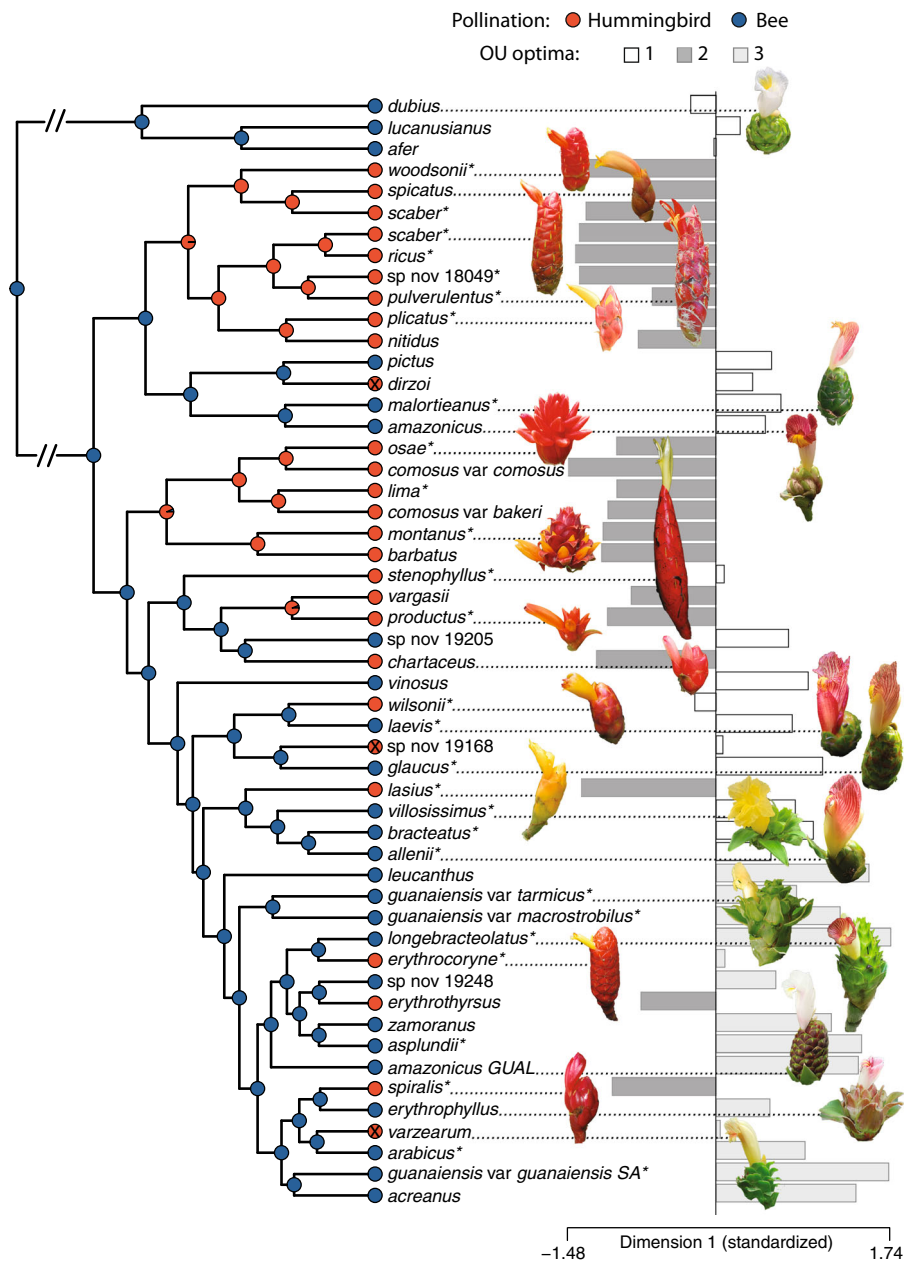 Pollination: Hummingbird Bee
OU optima: 1 2 3
dubius
lucanusianus
afer
woodsonii*
spicatus
scaber*
scaber*
ricus*
sp nov 18049*
pulverulentus*
plicatus*
nitidus
pictus
dirzoi
malortieanus*
amazonicus
osae*
comosus var comosus
lima*
comosus var bakeri
montanus*
barbatus
stenophyllus*
vargasii
productus*
sp nov 19205
chartaceus
vinosus
wilsonii*
laevis*
sp nov 19168
glaucus*
lasius*
villosissimus*
bracteatus*
allenii*
leucanthus
guanaiensis var tarmicus*
guanaiensis var macrostrobilus*
longebracteolatus*
erythrocoryne*
sp nov 19248
erythrothyrsus
zamoranus
asplundii*
amazonicus GUAL
spiralis*
erythrophyllus
varzearum
arabicus*
guanaiensis var guanaiensis SA*
acreanus
Dimension 1 (standardized)
−1.48 1.74